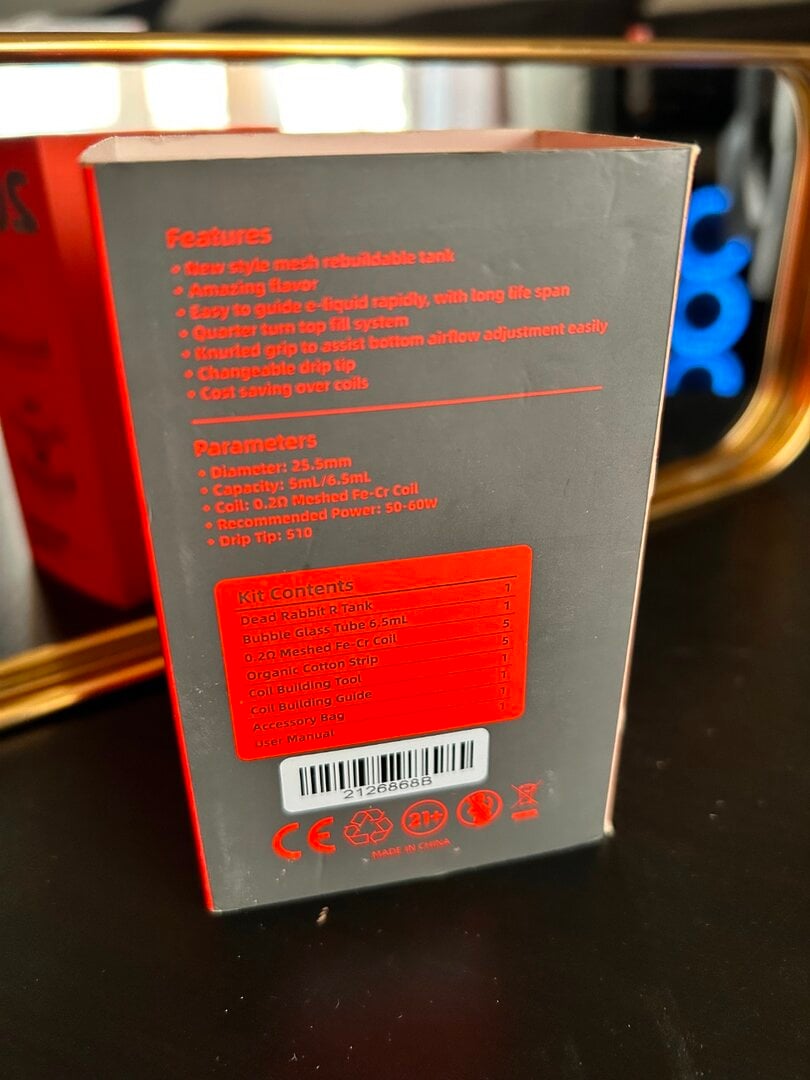 Features
• New style mesh rebuildable tank
• Amazing flavor
• Easy to guide e-liquid rapidly, with long life span
• Quarter turn top fill system
• Knurled grip to assist bottom airflow adjustment easily
• Changeable drip tip
• Cost saving over coils
Parameters
• Diameter: 25.5mm
• Capacity: 5mL/6.5mL
• Coil: 0.2Ω Meshed Fe-Cr Coil
• Recommended Power: 50-60W
• Drip Tip: 510
Kit Contents
Dead Rabbit R Tank 1
Bubble Glass Tube 6.5mL 1
0.2Ω Meshed Fe-Cr Coil 5
Organic Cotton Strip 5
Coil Building Tool 1
Coil Building Guide 1
Accessory Bag 1
User Manual 1
2126868B
CE
21+
MADE IN CHINA